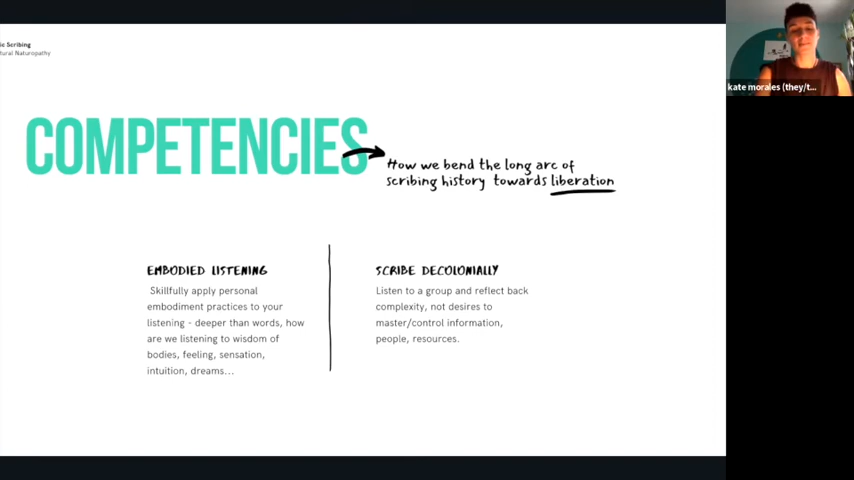 ic Scribing
tural Naturopathy
COMPETENCIES
How we bend the long arc of
scribing history towards liberation
EMBODIED LISTENING
Skillfully apply personal
embodiment practices to your
listening - deeper than words, how
are we listening to wisdom of
bodies, feeling, sensation,
intuition, dreams...
SCRIBE DECOLONIALLY
Listen to a group and reflect back
complexity, not desires to
master/control information,
people, resources.
kate morales (they/t...